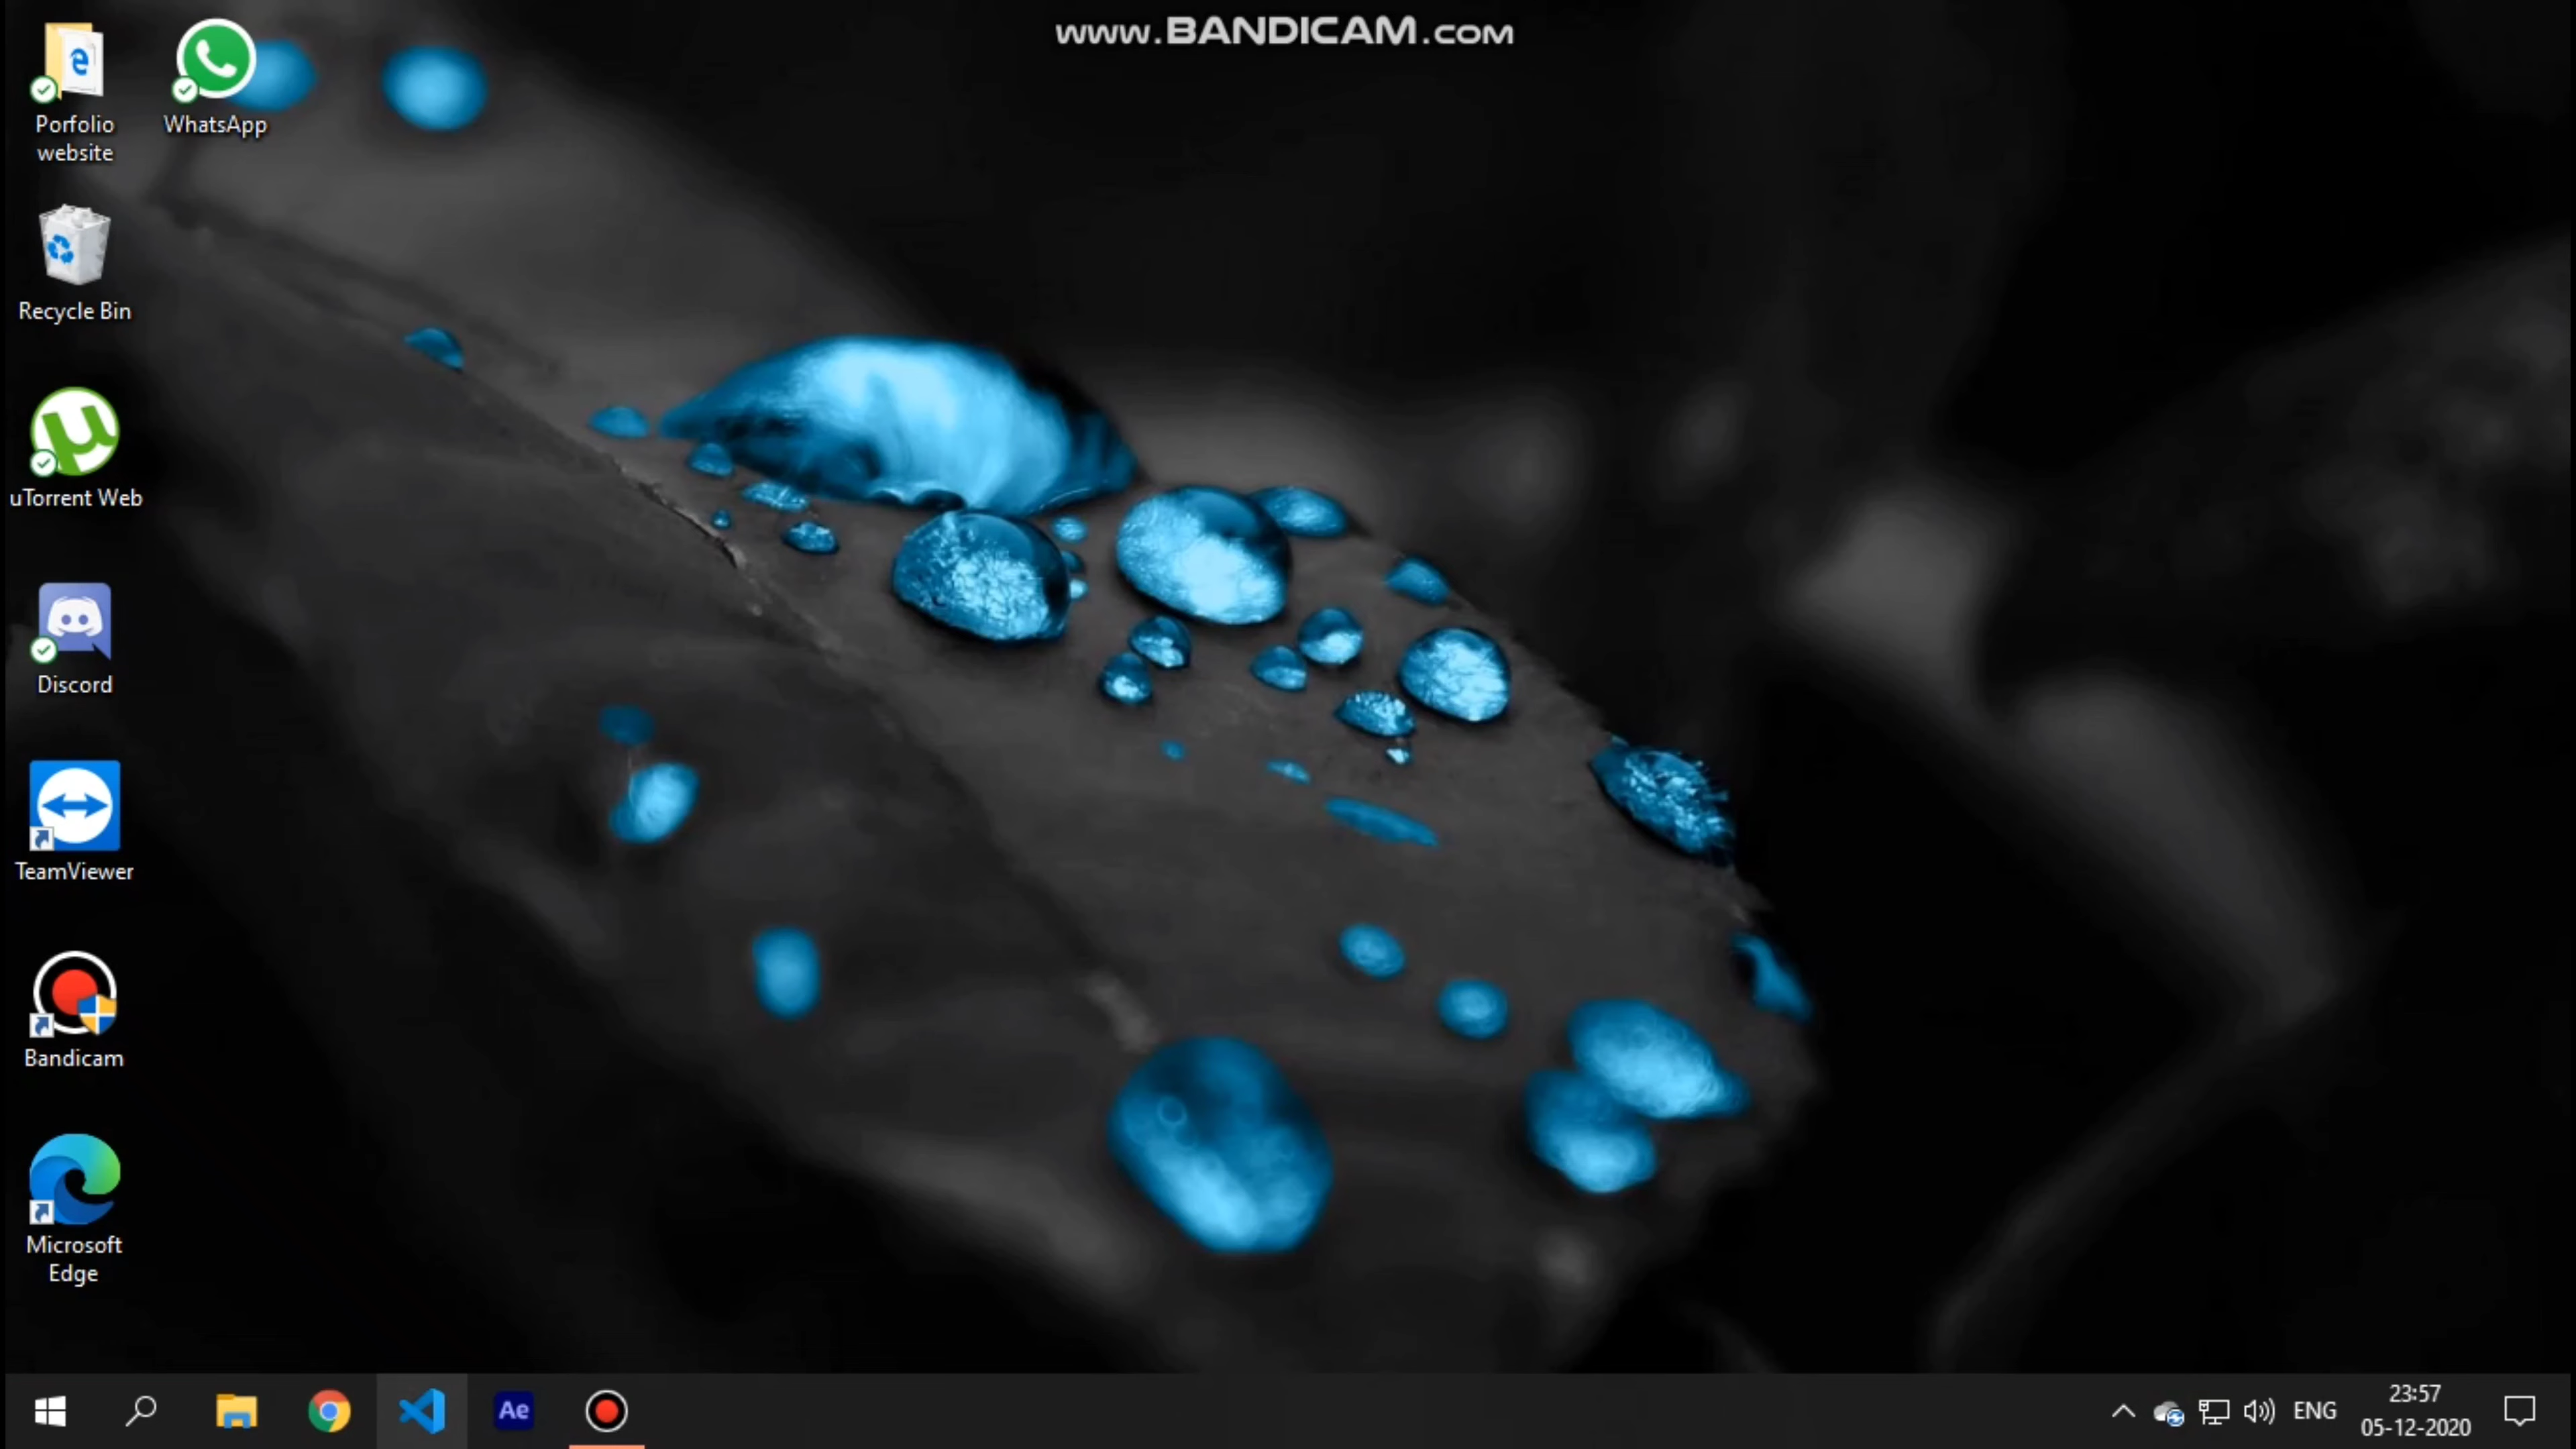 www.BANDICAM.com
Porfolio
website
WhatsApp
Recycle Bin
µ
uTorrent Web
Discord
TeamViewer
Bandicam
Microsoft
Edge
Ae
ENG
23:57
05-12-2020